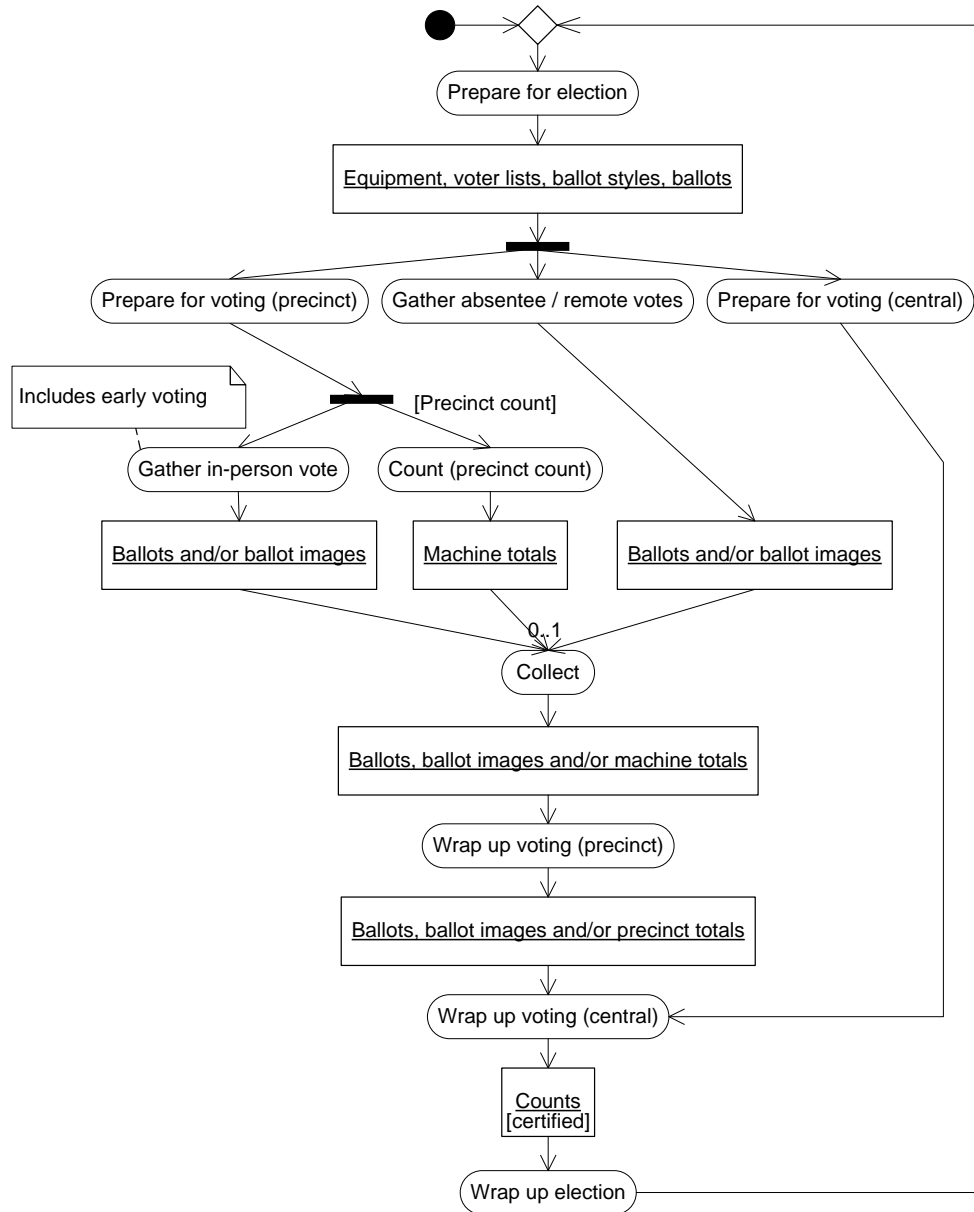 Prepare for election
Equipment, voter lists, ballot styles, ballots
Prepare for voting (precinct)
Gather absentee / remote votes
Prepare for voting (central)
Includes early voting
[Precinct count]
Gather in-person vote
Count (precinct count)
Ballots and/or ballot images
Machine totals
Ballots and/or ballot images
0..1
Collect
Ballots, ballot images and/or machine totals
Wrap up voting (precinct)
Ballots, ballot images and/or precinct totals
Wrap up voting (central)
Counts
[certified]
Wrap up election